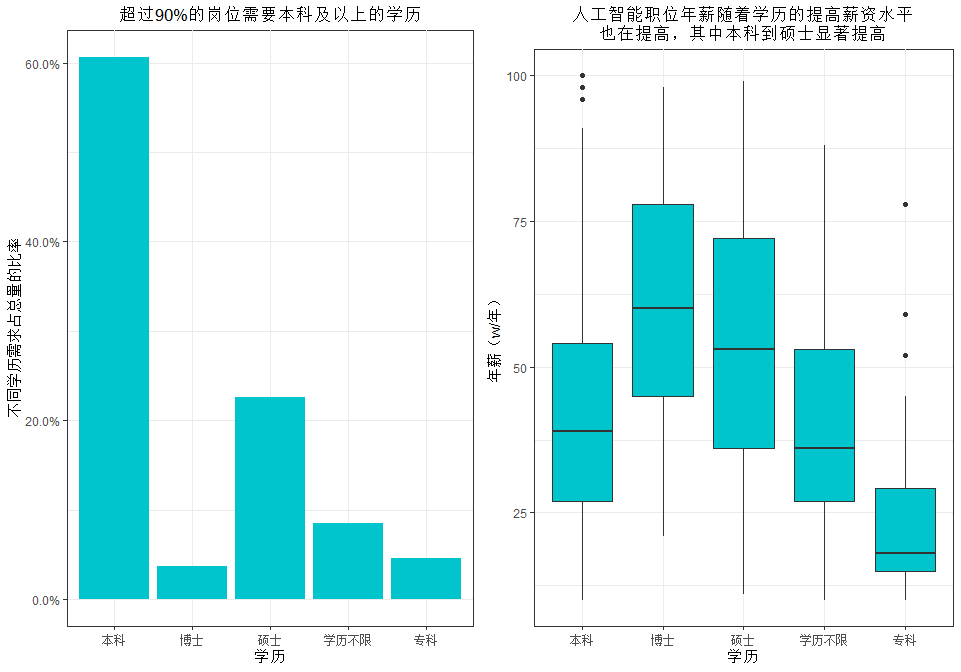 超过90%的岗位需要本科及以上的学历
60.0%
40.0%
20.0%
0.0%
不同学历需求占总量的比率
本科 博士 硕士 学历不限 专科
学历
人工智能职位年薪随着学历的提高薪资水平
也在提高，其中本科到硕士显著提高
100
75
50
25
年薪（w/年）
本科 博士 硕士 学历不限 专科
学历